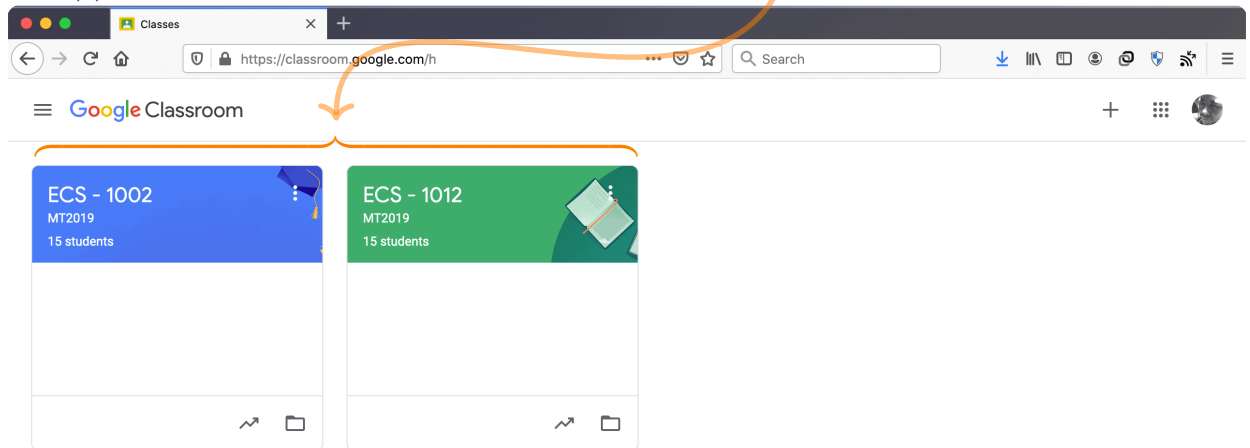 Classes
https://classroom.google.com/h
Search
Google Classroom
ECS - 1002
MT2019
15 students
ECS - 1012
MT2019
15 students